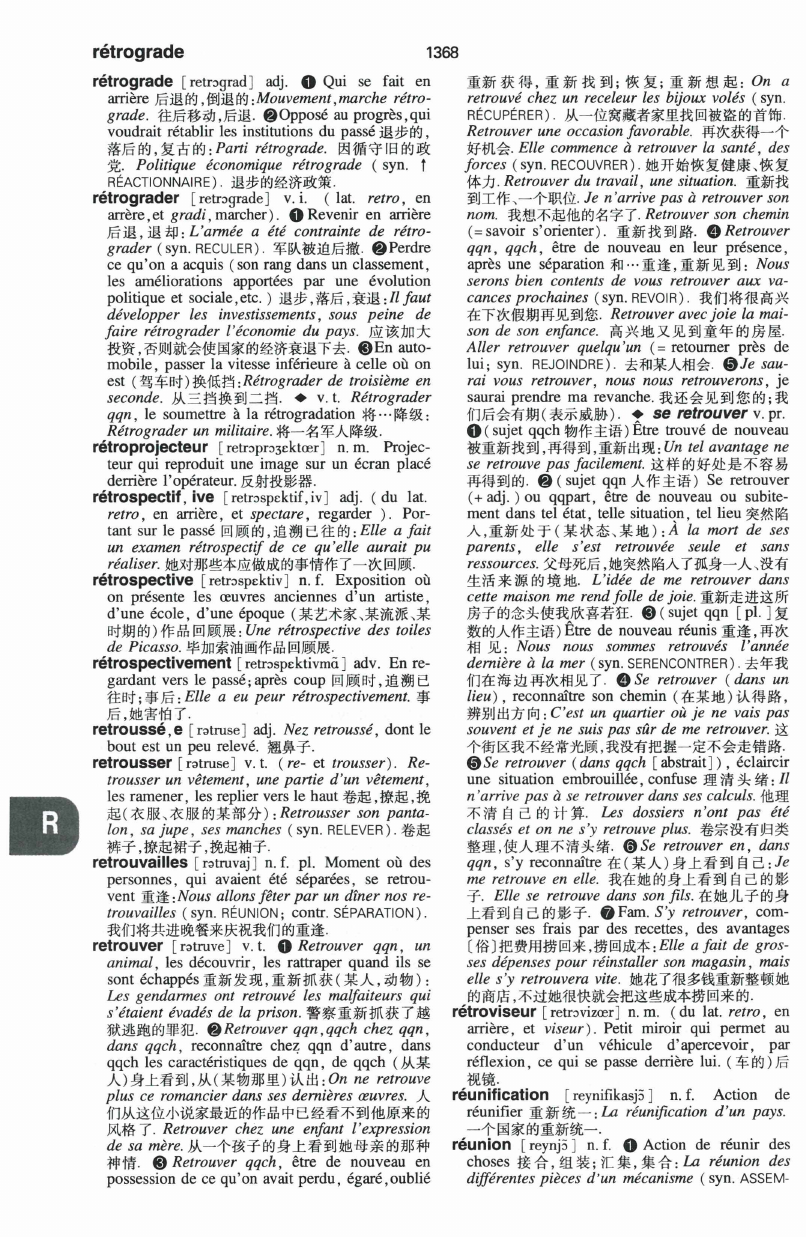 rétrograde
1368
rétrograde [retrɔgrad] adj. ❶ Qui se fait en
arrière 后退的,倒退的:Mouvement,marche rétro-
grade. 往后移动,后退. ❷Opposé au progrès,qui
voudrait rétablir les institutions du passé 退步的,
落后的,复古的:Parti rétrograde. 因循守旧的政
党. Politique économique rétrograde ( syn. ↑
RÉACTIONNAIRE). 退步的经济政策.
rétrograder [retrɔgrade] v. i. ( lat. retro, en
arrère,et gradi,marcher). ❶Revenir en arrière
后退,退却:L'armée a été contrainte de rétro-
grader (syn. RECULER). 军队被迫后撤. ❷Perdre
ce qu'on a acquis (son rang dans un classement,
les améliorations apportées par une évolution
politique et sociale,etc. ) 退步,落后,衰退:Il faut
développer les investissements, sous peine de
faire rétrograder l'économie du pays. 应该加大
投资,否则就会使国家的经济衰退下去. ❸En auto-
mobile, passer la vitesse inférieure à celle où on
est (驾车时)换低挡:Rétrograder de troisième en
seconde. 从三挡换到二挡. ◆ v. t. Rétrograder
qqn, le soumettre à la rétrogradation 将…降级:
Rétrograder un militaire. 将一名军人降级.
rétroprojecteur [retrɔprɔʒektœr] n. m. Projec-
teur qui reproduit une image sur un écran placé
derrière l'opérateur. 反射投影器.
rétrospectif, ive [retrɔspɛktif,iv] adj. ( du lat.
retro, en arrière, et spectare, regarder ). Por-
tant sur le passé 回顾的,追溯已往的:Elle a fait
un examen rétrospectif de ce qu'elle aurait pu
réaliser. 她对那些本应做成的事情作了一次回顾.
rétrospective [retrɔspɛktiv] n. f. Exposition où
on présente les œuvres anciennes d'un artiste,
d'une école, d'une époque (某艺术家、某流派、某
时期的)作品回顾展:Une rétrospective des toiles
de Picasso. 毕加索油画作品回顾展.
rétrospectivement [retrɔspɛktivmɑ̃] adv. En re-
gardant vers le passé;après coup 回顾时,追溯已
往时;事后:Elle a eu peur rétrospectivement. 事
后,她害怕了.
retroussé,e [rətruse] adj. Nez retroussé, dont le
bout est un peu relevé. 翘鼻子.
retrousser [rətruse] v. t. ( re- et trousser). Re-
trousser un vêtement, une partie d'un vêtement,
les ramener, les replier vers le haut 卷起,撩起,挽
起(衣服、衣服的某部分):Retrousser son panta-
lon, sa jupe, ses manches (syn. RELEVER). 卷起
裤子,撩起裙子,挽起袖子.
retrouvailles [rətruvaj] n. f. pl. Moment où des
personnes, qui avaient été séparées, se retrou-
vent 重逢:Nous allons fêter par un dîner nos re-
trouvailles (syn. RÉUNION; contr. SÉPARATION).
我们将共进晚餐来庆祝我们的重逢.
retrouver [rətruve] v. t. ❶ Retrouver qqn, un
animal, les découvrir, les rattraper quand ils se
sont échappés 重新发现,重新抓获(某人,动物):
Les gendarmes ont retrouvé les malfaiteurs qui
s'étaient évadés de la prison. 警察重新抓获了越
狱逃跑的罪犯. ❷Retrouver qqn,qqch chez qqn,
dans qqch, reconnaître chez qqn d'autre, dans
qqch les caractéristiques de qqn, de qqch (从某
人)身上看到,从(某物那里)认出:On ne retrouve
plus ce romancier dans ses dernières œuvres. 人
们从这位小说家最近的作品中已经看不到他原来的
风格了. Retrouver chez une enfant l'expression
de sa mère. 从一个孩子的身上看到她母亲的那种
神情. ❸ Retrouver qqch, être de nouveau en
possession de ce qu'on avait perdu, égaré,oublié
R
重新获得,重新找到;恢复;重新想起: On a
retrouvé chez un receleur les bijoux volés (syn.
RÉCUPÉRER). 从一位窝藏者家里找回被盗的首饰.
Retrouver une occasion favorable. 再次获得一个
好机会. Elle commence à retrouver la santé, des
forces (syn. RECOUVRER). 她开始恢复健康、恢复
体力. Retrouver du travail, une situation. 重新找
到工作、一个职位. Je n'arrive pas à retrouver son
nom. 我想不起他的名字了. Retrouver son chemin
(=savoir s'orienter). 重新找到路. ❹ Retrouver
qqn, qqch, être de nouveau en leur présence,
après une séparation 和…重逢,重新见到: Nous
serons bien contents de vous retrouver aux va-
cances prochaines (syn. REVOIR). 我们将很高兴
在下次假期再见到您. Retrouver avec joie la mai-
son de son enfance. 高兴地又见到童年的房屋.
Aller retrouver quelqu'un (= retourner près de
lui; syn. REJOINDRE). 去和某人相会. ❺Je sau-
rai vous retrouver, nous nous retrouverons, je
saurai prendre ma revanche. 我还会见到您的;我
们后会有期(表示威胁). ◆ se retrouver v. pr.
❶(sujet qqch 物作主语)Être trouvé de nouveau
被重新找到,再得到,重新出现:Un tel avantage ne
se retrouve pas facilement. 这样的好处是不容易
再得到的. ❷ (sujet qqn 人作主语) Se retrouver
(+ adj. ) ou qqpart, être de nouveau ou subite-
ment dans tel état, telle situation, tel lieu 突然陷
入,重新处于(某状态、某地):À la mort de ses
parents, elle s'est retrouvée seule et sans
ressources. 父母死后,她突然陷入了孤身一人、没有
生活来源的境地. L'idée de me retrouver dans
cette maison me rend folle de joie. 重新走进这所
房子的念头使我欣喜若狂. ❸(sujet qqn [pl. ]复
数的人作主语)Être de nouveau réunis 重逢,再次
相见: Nous nous sommes retrouvés l'année
dernière à la mer (syn. SERENCONTRER). 去年我
们在海边再次相见了. ❹ Se retrouver (dans un
lieu), reconnaître son chemin (在某地)认得路,
辨别出方向:C'est un quartier où je ne vais pas
souvent et je ne suis pas sûr de me retrouver. 这
个街区我不经常光顾,我没有把握一定不会走错路.
❺Se retrouver (dans qqch [abstrait]), éclaircir
une situation embrouillée, confuse 理清头绪:Il
n'arrive pas à se retrouver dans ses calculs. 他理
不清自己的计算. Les dossiers n'ont pas été
classés et on ne s'y retrouve plus. 卷宗没有归类
整理,使人理不清头绪. ❻Se retrouver en, dans
qqn, s'y reconnaître 在(某人)身上看到自己:Je
me retrouve en elle. 我在她的身上看到自己的影
子. Elle se retrouve dans son fils. 在她儿子的身
上看到自己的影子. ❼Fam. S'y retrouver, com-
penser ses frais par des recettes, des avantages
[俗]把费用捞回来,捞回成本:Elle a fait de gros-
ses dépenses pour réinstaller son magasin, mais
elle s'y retrouvera vite. 她花了很多钱重新整顿她
的商店,不过她很快就会把这些成本捞回来的.
rétroviseur [retrɔvizœr] n. m. (du lat. retro, en
arrière, et viseur). Petit miroir qui permet au
conducteur d'un véhicule d'apercevoir, par
réflexion, ce qui se passe derrière lui. (车的)后
视镜.
réunification [reynifikasjɔ̃] n. f. Action de
réunifier 重新统一:La réunification d'un pays.
一个国家的重新统一.
réunion [reynjɔ̃] n. f. ❶ Action de réunir des
choses 接合,组装;汇集,集合: La réunion des
différentes pièces d'un mécanisme (syn. ASSEM-